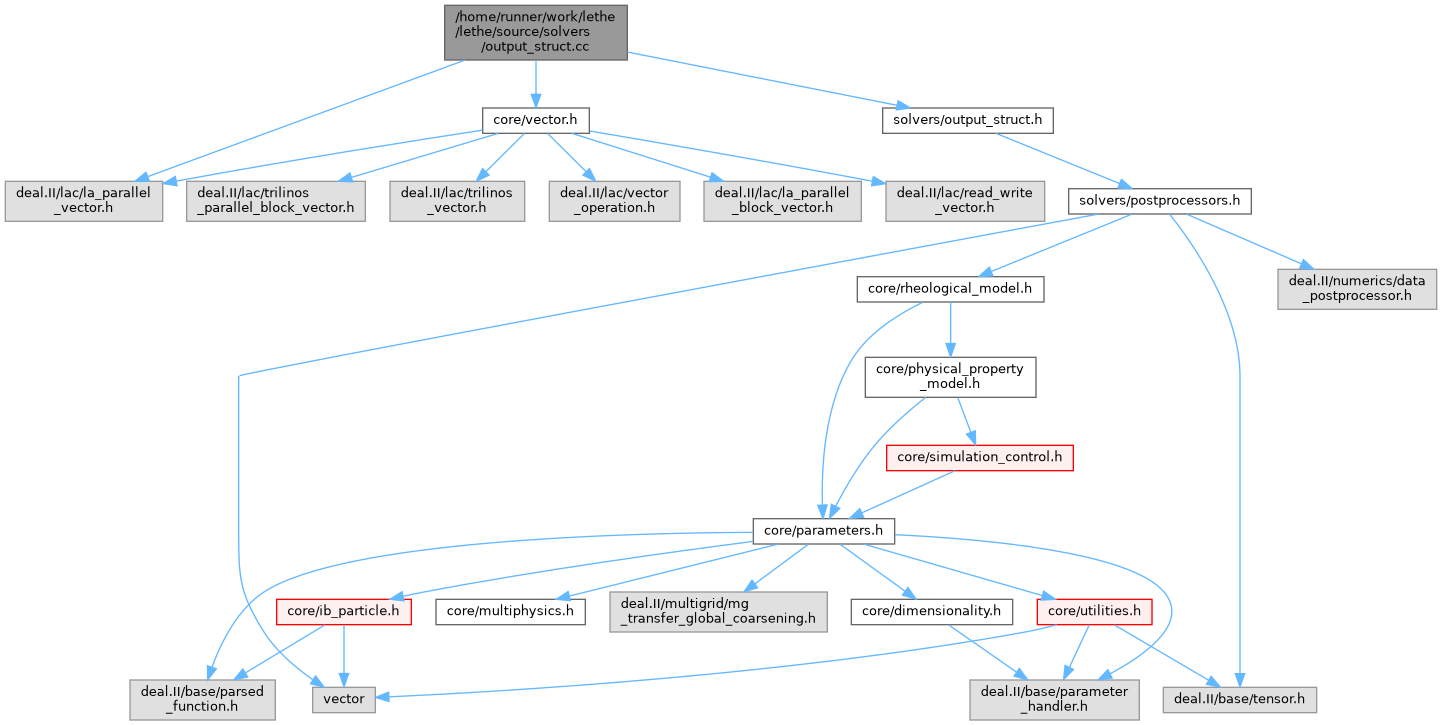 /home/runner/work/lethe
/lethe/source/solvers
/output_struct.cc
core/vector.h
solvers/output_struct.h
deal.II/lac/la_parallel
_vector.h
deal.II/lac/trilinos
_parallel_block_vector.h
deal.II/lac/trilinos
_vector.h
deal.II/lac/vector
_operation.h
deal.II/lac/la_parallel
_block_vector.h
deal.II/lac/read_write
_vector.h
solvers/postprocessors.h
core/rheological_model.h
deal.II/numerics/data
_postprocessor.h
core/physical_property
_model.h
core/simulation_control.h
core/parameters.h
core/ib_particle.h
core/multiphysics.h
deal.II/multigrid/mg
_transfer_global_coarsening.h
core/dimensionality.h
core/utilities.h
deal.II/base/parsed
_function.h
vector
deal.II/base/parameter
_handler.h
deal.II/base/tensor.h